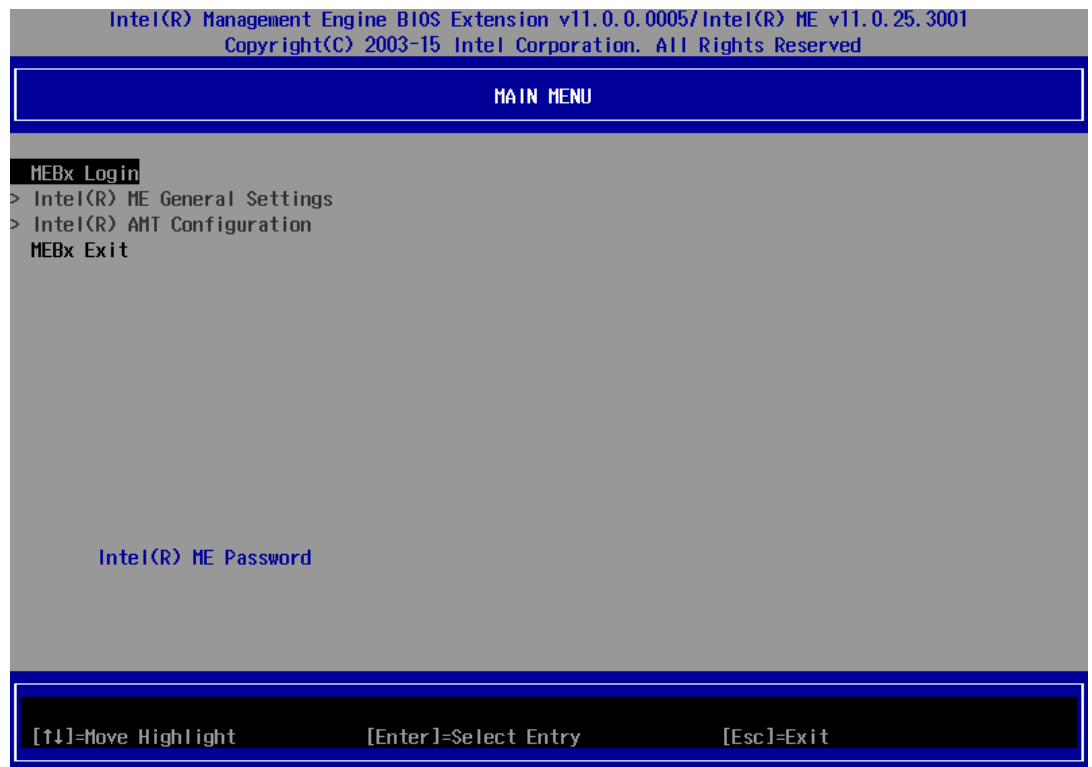 Intel(R) Management Engine BIOS Extension v11.0.0.0005/Intel(R) ME v11.0.25.3001
Copyright(C) 2003-15 Intel Corporation. All Rights Reserved
MAIN MENU
MEBx Login
> Intel(R) ME General Settings
> Intel(R) AMT Configuration
MEBx Exit
Intel(R) ME Password
[↑↓]=Move Highlight [Enter]=Select Entry [Esc]=Exit